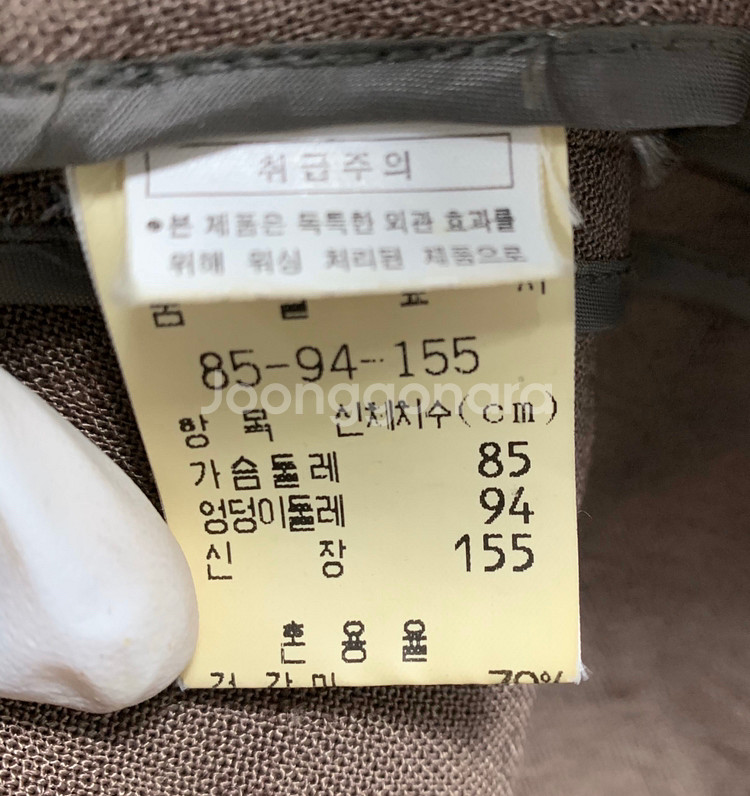 취급주의
•본 제품은 독특한 외관 효과를
위해 워싱 처리된 제품으로
85-94-155
Joonggonara
항 목 신체치수(cm)
가슴둘레 85
엉덩이둘레 94
신 장 155
혼 용 율
겉 감